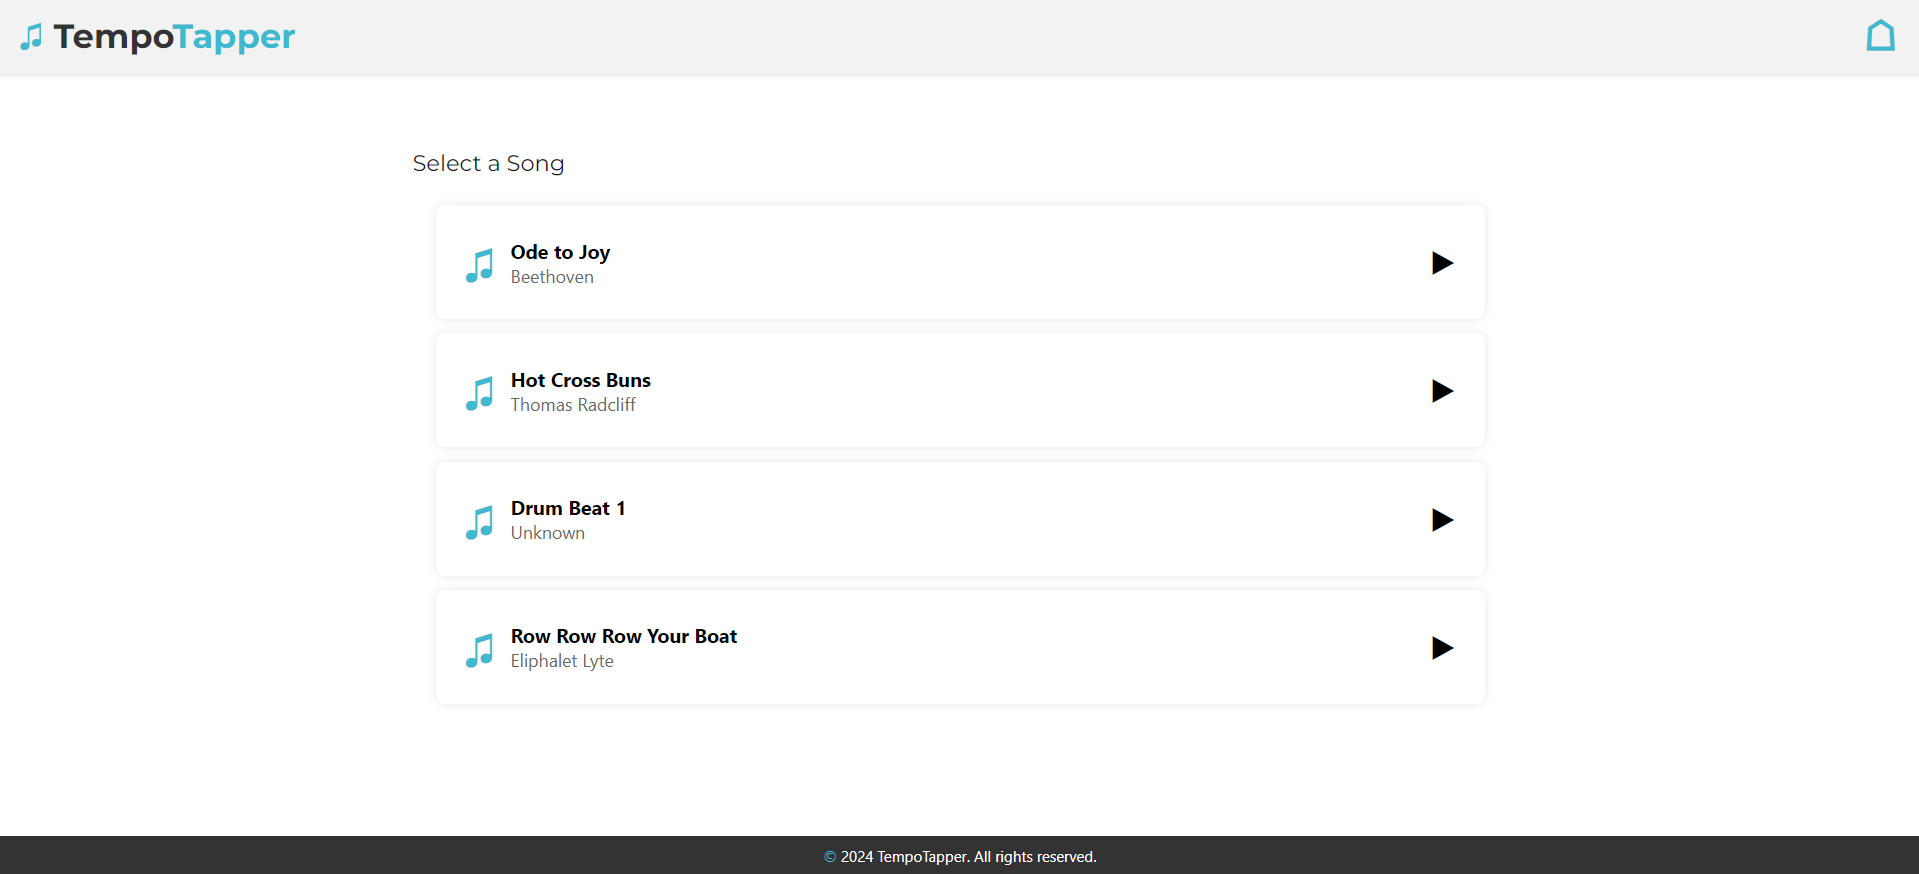 TempoTapper
Select a Song
Ode to Joy
Beethoven
Hot Cross Buns
Thomas Radcliff
Drum Beat 1
Unknown
Row Row Row Your Boat
Eliphalet Lyte
© 2024 TempoTapper. All rights reserved.